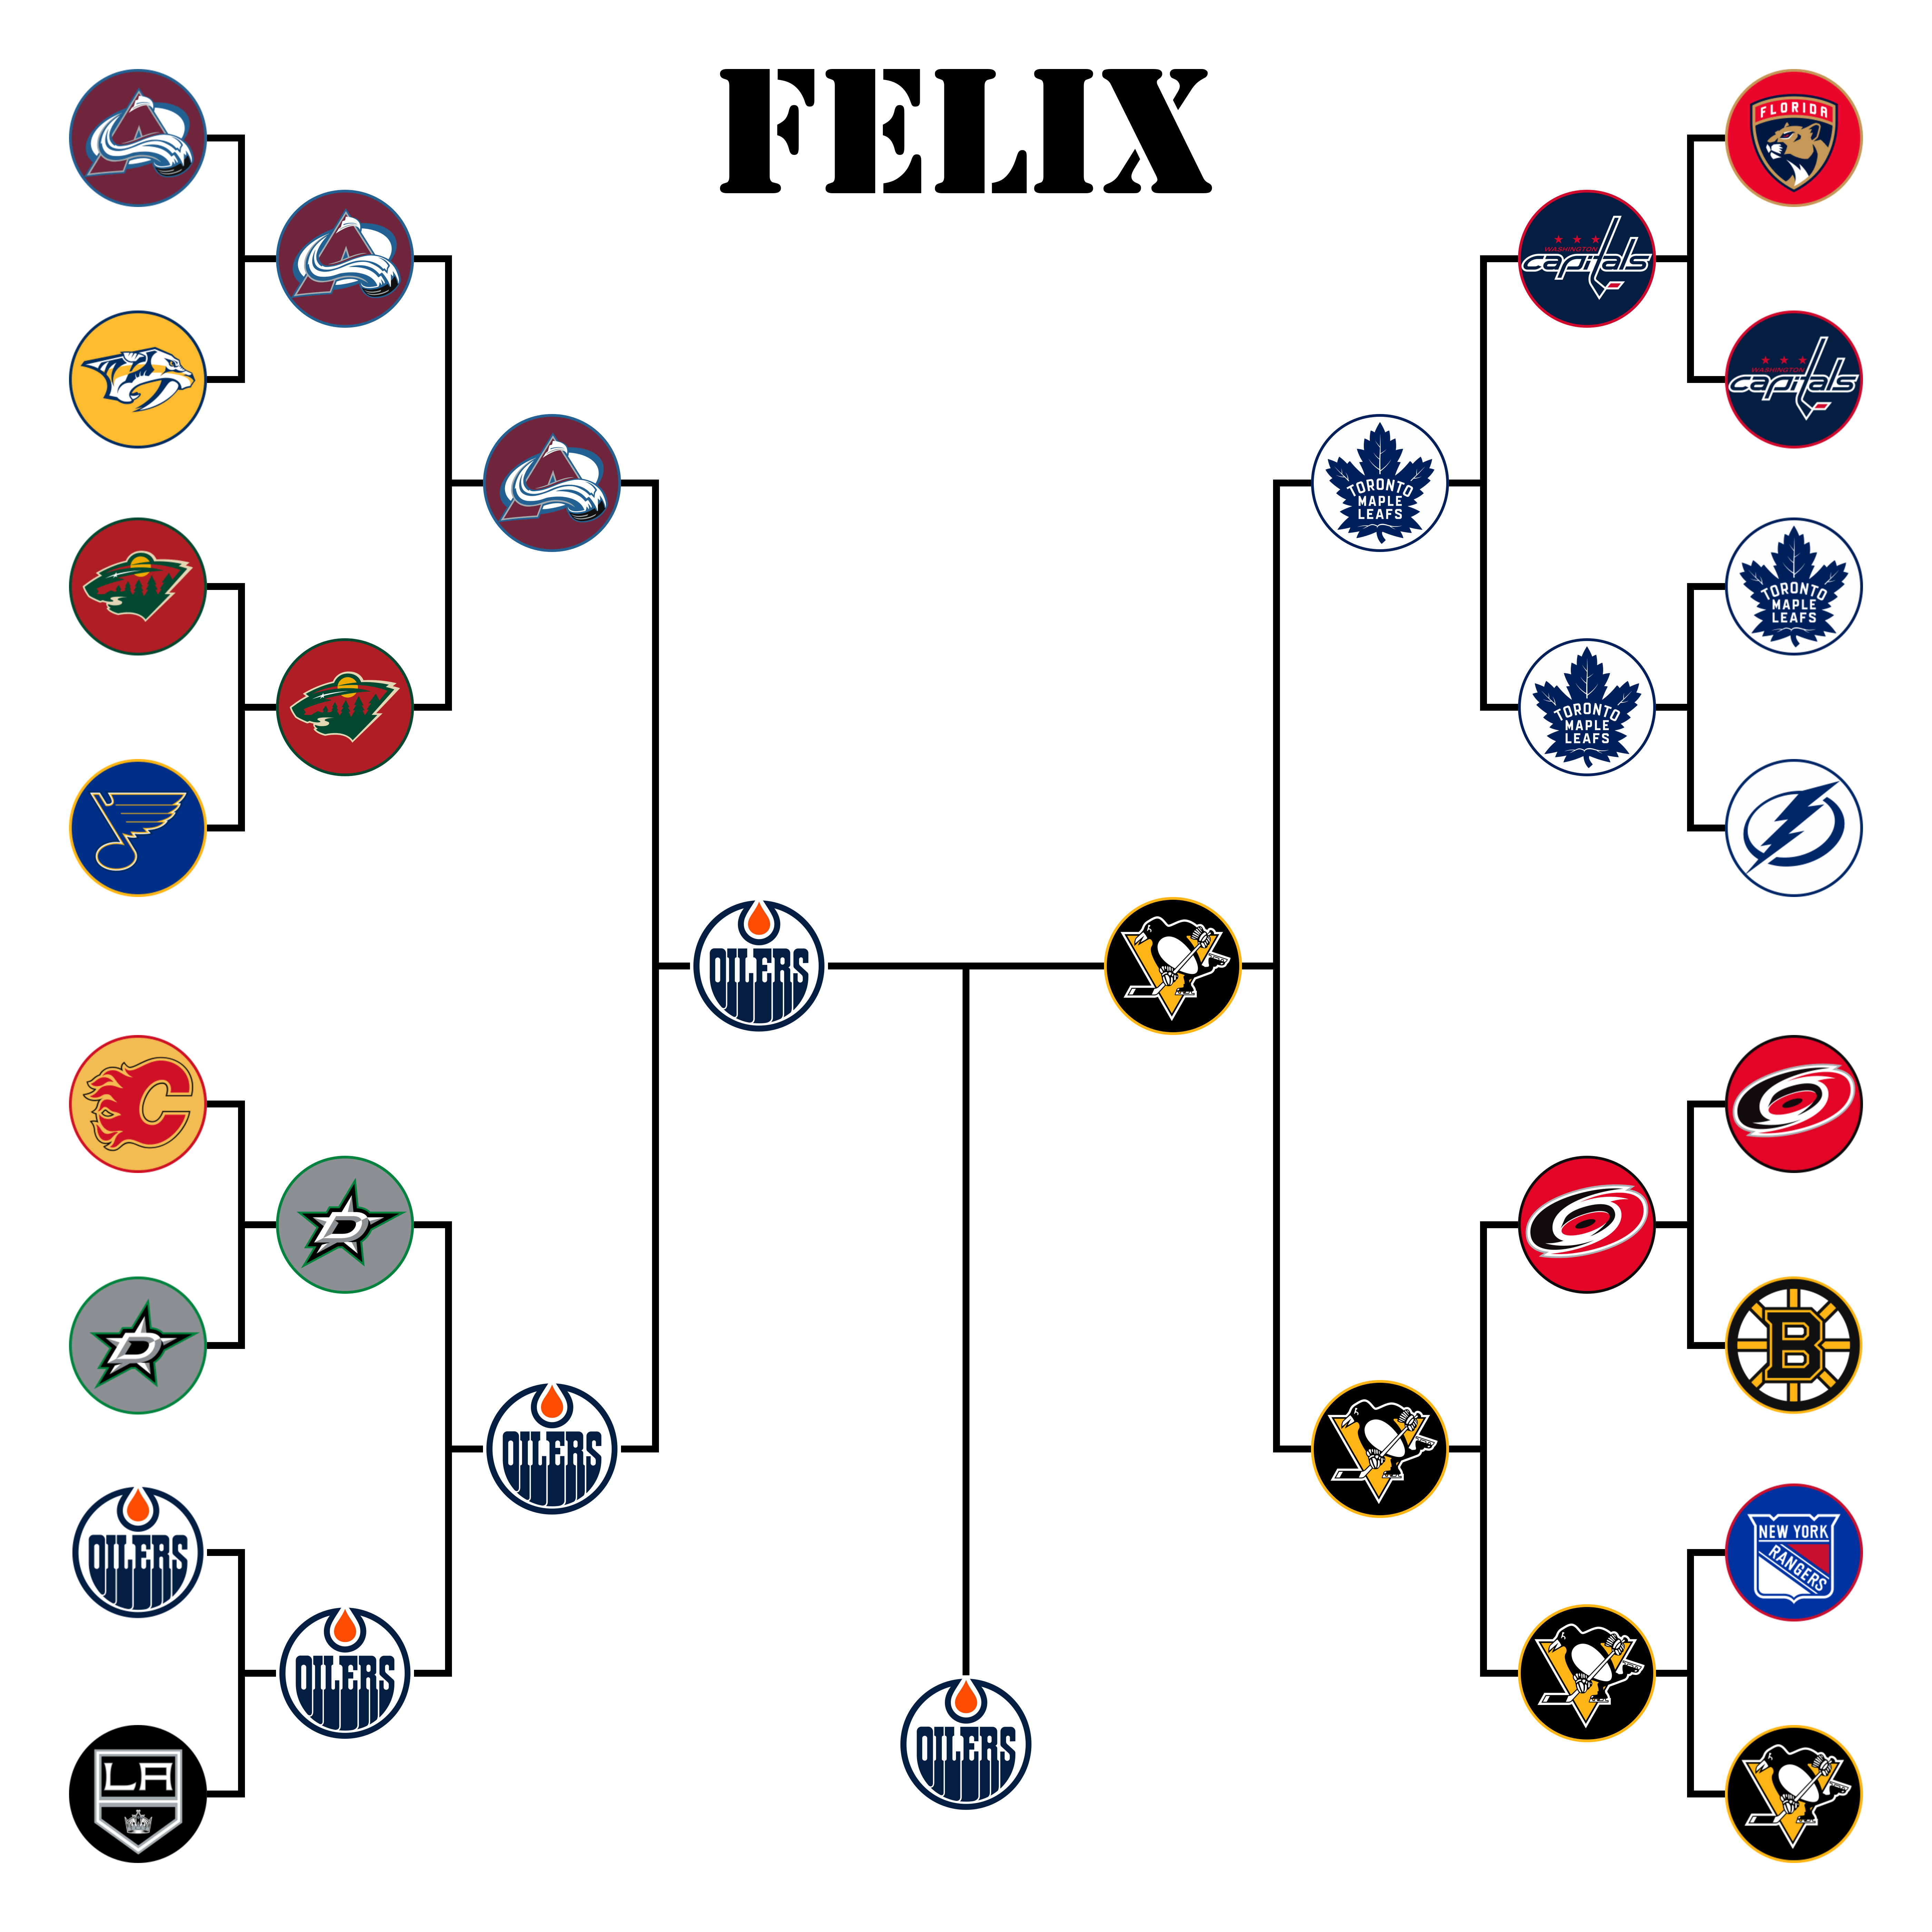 FELIX
A
FLORIDA
A
WASHINGTON
capitals
WASHINGTON
capitals
A
TORONTO
MAPLE
LEAFS
TORONTO
MAPLE
LEAFS
TORONTO
MAPLE
LEAFS
OILERS
C
D
D
B
OILERS
OILERS
NEW YORK
RANGERS
OILERS
OILERS
LA